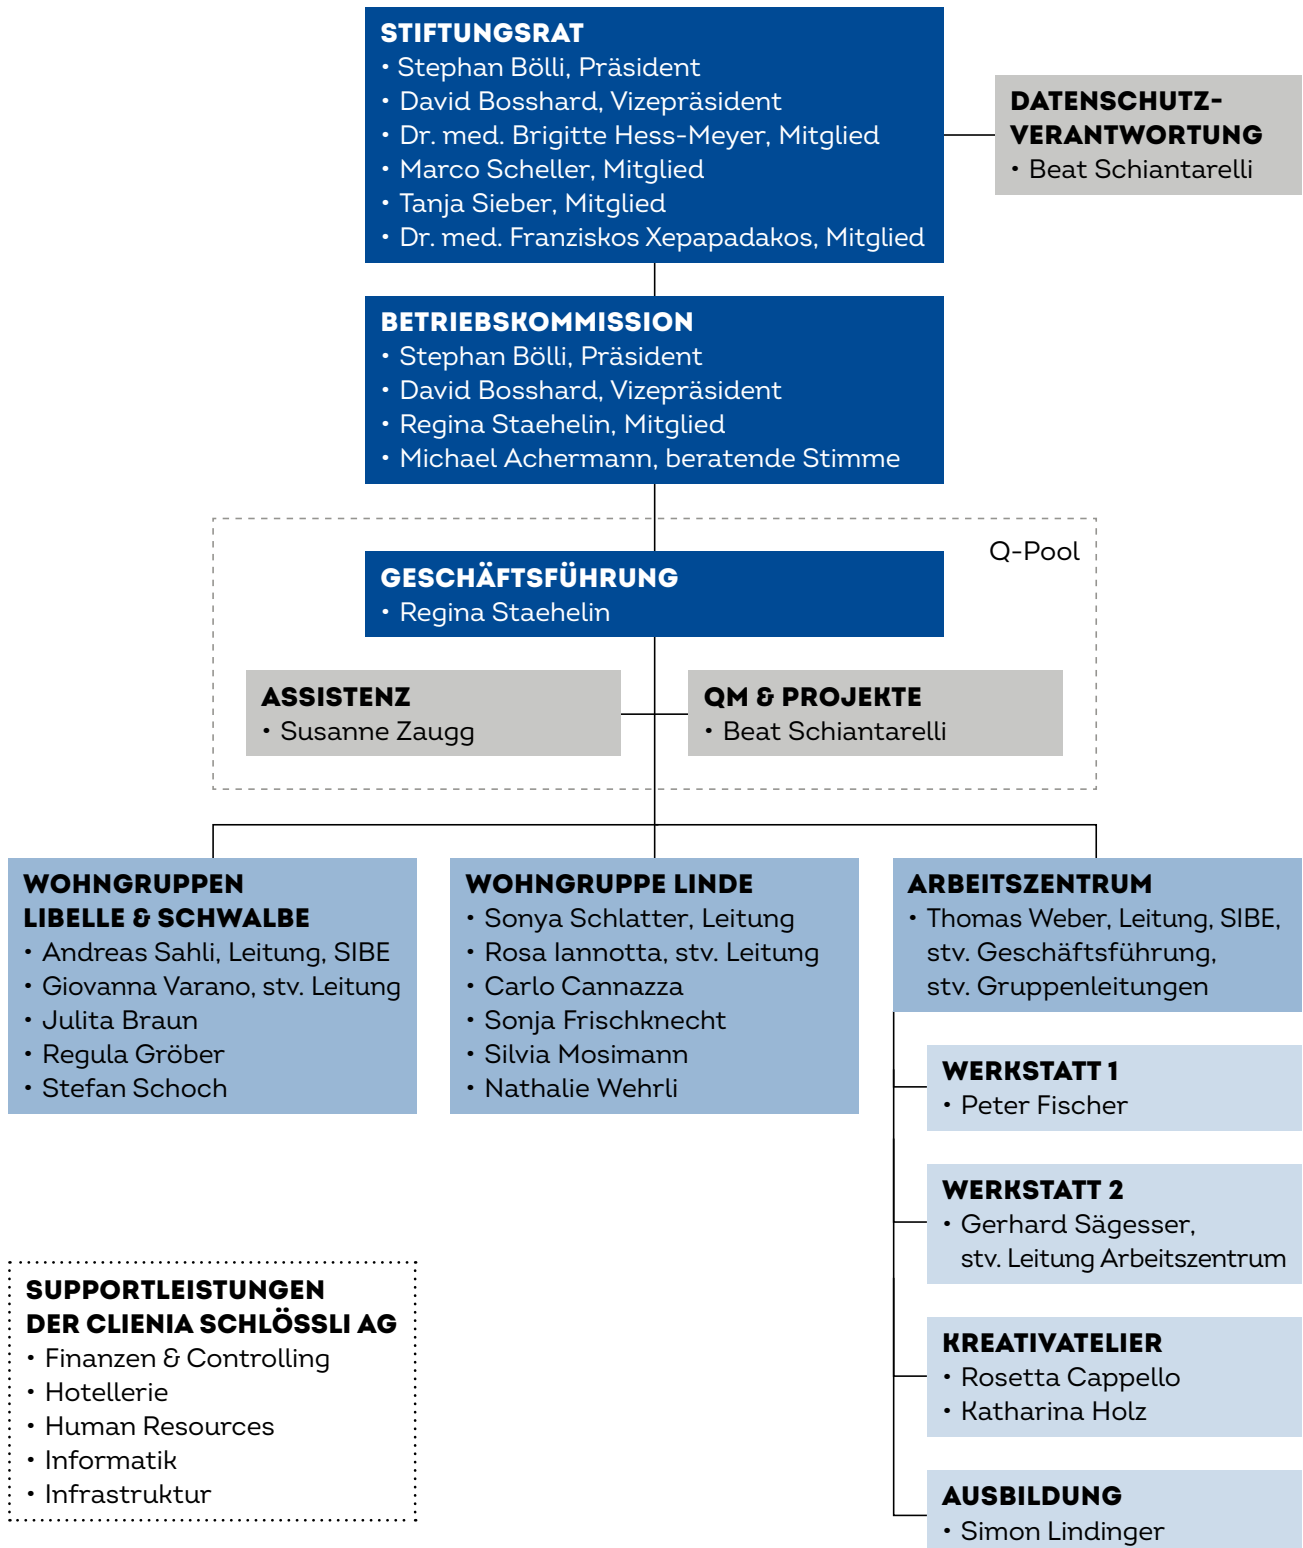 STIFTUNGSRAT
• Stephan Bölli, Präsident
• David Bosshard, Vizepräsident
• Dr. med. Brigitte Hess-Meyer, Mitglied
• Marco Scheller, Mitglied
• Tanja Sieber, Mitglied
• Dr. med. Franziskos Xepapadakos, Mitglied
DATENSCHUTZ-
VERANTWORTUNG
• Beat Schiantarelli
BETRIEBSKOMMISSION
• Stephan Bölli, Präsident
• David Bosshard, Vizepräsident
• Regina Staehelin, Mitglied
• Michael Achermann, beratende Stimme
Q-Pool
GESCHÄFTSFÜHRUNG
• Regina Staehelin
ASSISTENZ
• Susanne Zaugg
QM & PROJEKTE
• Beat Schiantarelli
WOHNGRUPPEN
LIBELLE & SCHWALBE
• Andreas Sahli, Leitung, SIBE
• Giovanna Varano, stv. Leitung
• Julita Braun
• Regula Gröber
• Stefan Schoch
WOHNGRUPPE LINDE
• Sonya Schlatter, Leitung
• Rosa Iannotta, stv. Leitung
• Carlo Cannazza
• Sonja Frischknecht
• Silvia Mosimann
• Nathalie Wehrli
ARBEITSZENTRUM
• Thomas Weber, Leitung, SIBE,
stv. Geschäftsführung,
stv. Gruppenleitungen
WERKSTATT 1
• Peter Fischer
WERKSTATT 2
• Gerhard Sägesser,
stv. Leitung Arbeitszentrum
KREATIVATELIER
• Rosetta Cappello
• Katharina Holz
AUSBILDUNG
• Simon Lindinger
SUPPORTLEISTUNGEN
DER CLIENIA SCHLÖSSLI AG
• Finanzen & Controlling
• Hotellerie
• Human Resources
• Informatik
• Infrastruktur